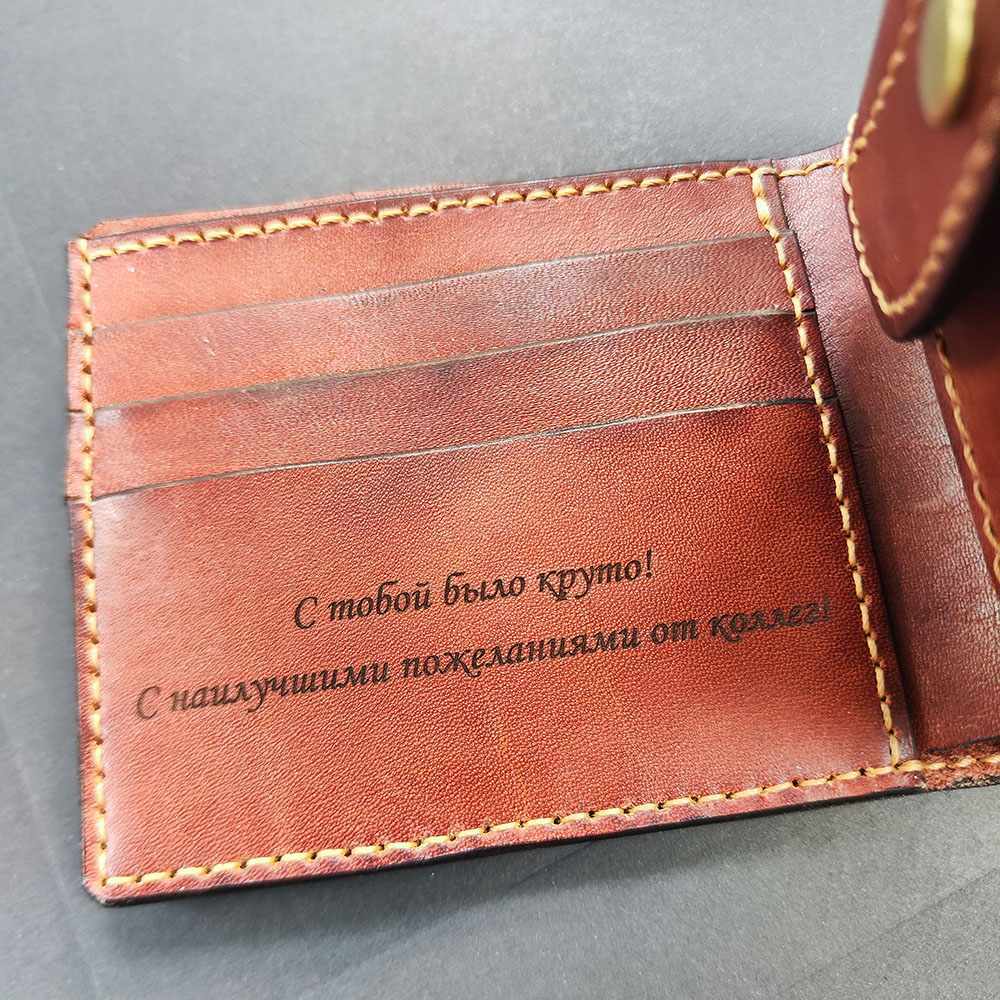 С тобой было круто!
С наилучшими пожеланиями от коллег!